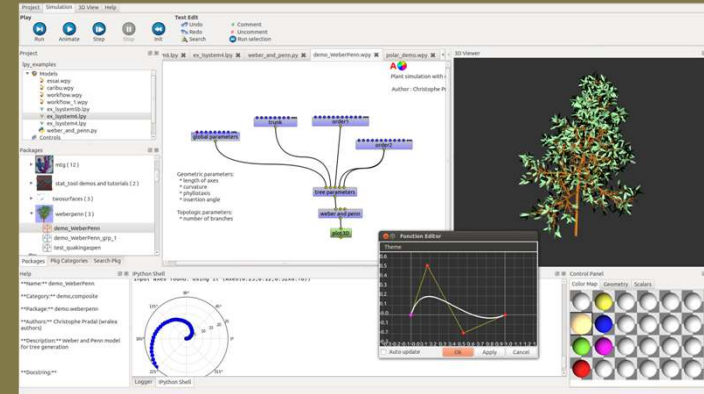 Project Simulation 3D View Help
Play
Run Animate Step Stop Init
Text Edit
Undo
Redo
Search
Comment
Uncomment
Run selection
Project
lpy_examples
Models
essai.wpy
caribu.wpy
workflow.wpy
workflow_1.wpy
ex_lsystem5b.lpy
ex_lsystem6.lpy
ex_lsystem4.lpy
weber_and_penn.py
Controls
Packages
mtg ( 12 )
stat_tool demos and tutorials ( 2 )
twosurfaces ( 3 )
weberpenn ( 3 )
demo_WeberPenn
demo_WeberPenn_grp_1
test_quakingaspen
Packages Pkg Categories Search Pkg
Help
**Name:** demo_WeberPenn
**Category:** demo,composite
**Package:** demo.weberpenn
**Authors:** Christophe Pradal (wralea
authors)
**Description:** Weber and Penn model
for tree generation
**Docstring:**
ex_lsystem4.lpy weber_and_penn.py demo_WeberPenn.wpy polar_demo.wpy
Plant simulation with
Author : Christophe
global parameters
trunk
order1
order2
Geometric parameters:
* length of axes
* curvature
* phyllotaxis
* insertion angle
Topologic parameters:
* number of branches
tree parameters
weber and penn
plot3D
3D Viewer
Function Editor
Theme
Auto update
Ok Apply Cancel
IPython Shell
Logger IPython Shell
Control Panel
Color Map Geometry Scalars